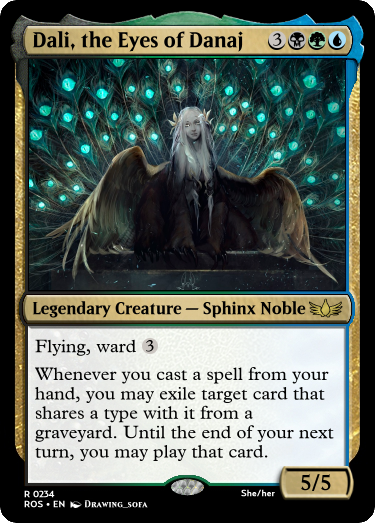 Dali, the Eyes of Danaj 3
Legendary Creature — Sphinx Noble
Flying, ward 3
Whenever you cast a spell from your
hand, you may exile target card that
shares a type with it from a
graveyard. Until the end of your next
turn, you may play that card.
5/5
R 0234
ROS • EN Drawing_sofa
She/her